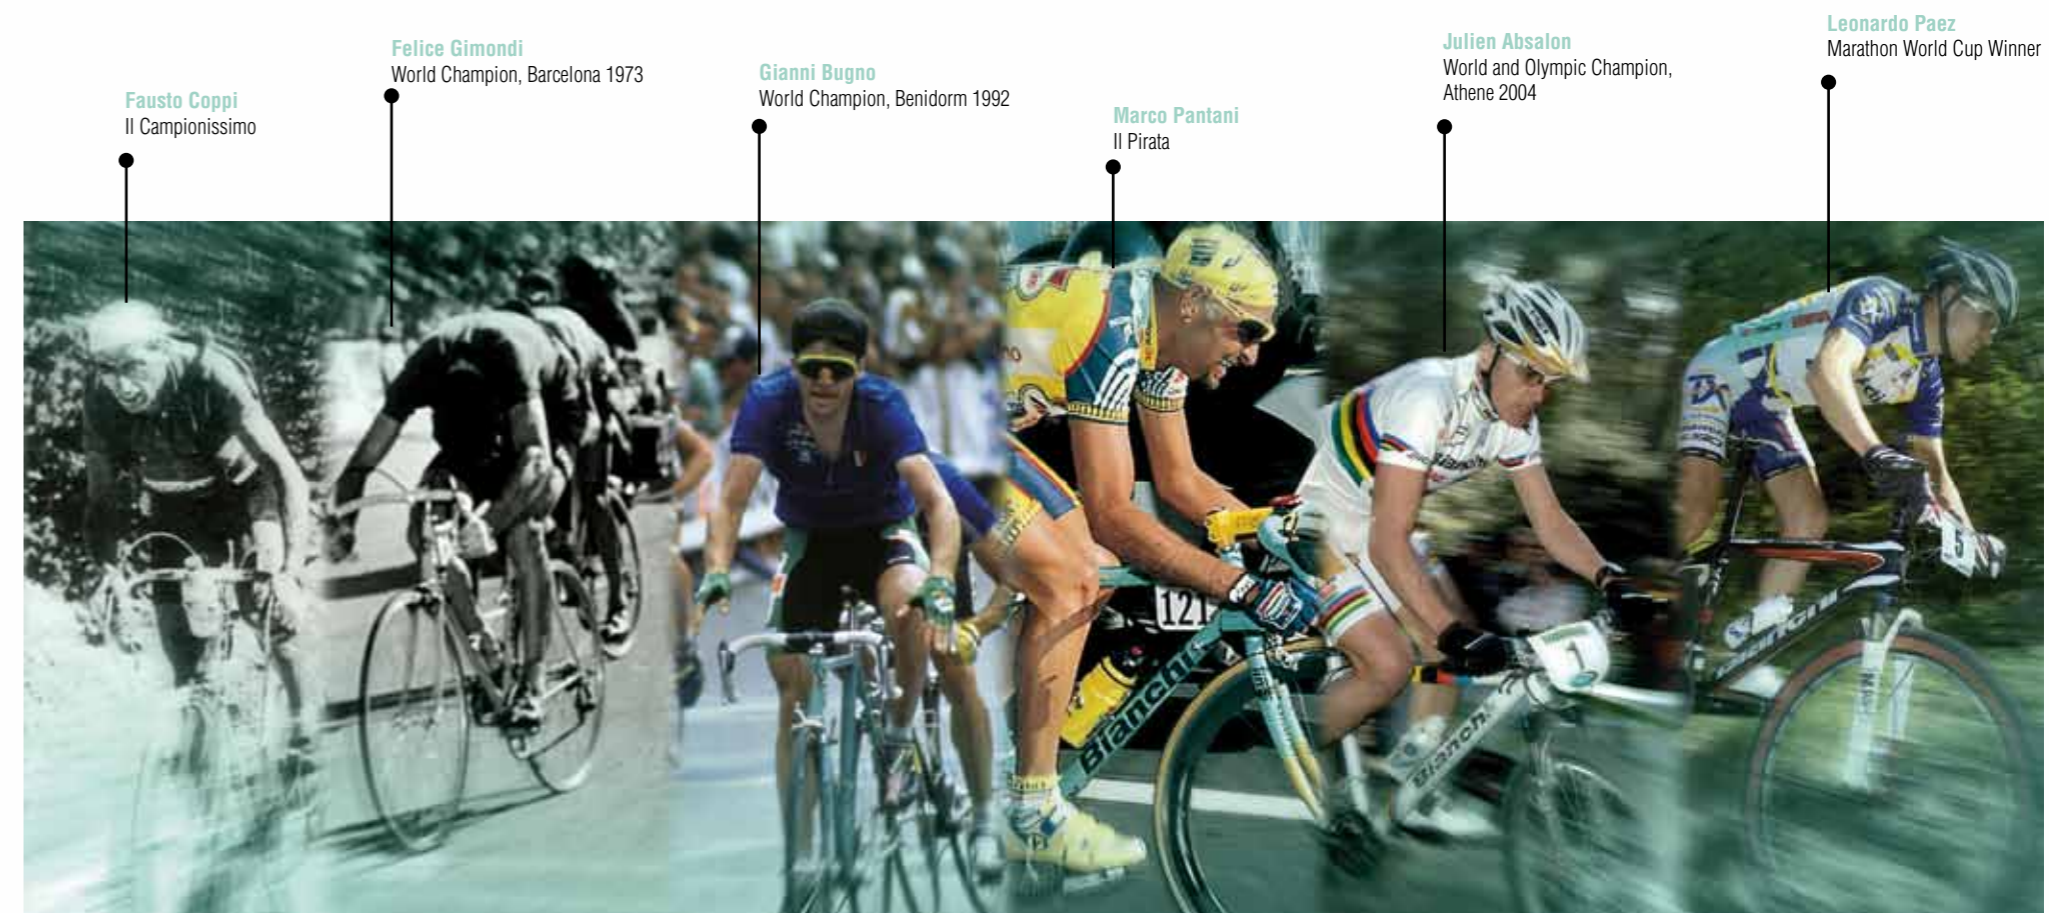 Fausto Coppi
Il Campionissimo
Felice Gimondi
World Champion, Barcelona 1973
Gianni Bugno
World Champion, Benidorm 1992
Marco Pantani
Il Pirata
Julien Absalon
World and Olympic Champion,
Athene 2004
Leonardo Paez
Marathon World Cup Winner
121
Bianchi
1
Bianchi
5
Bianchi